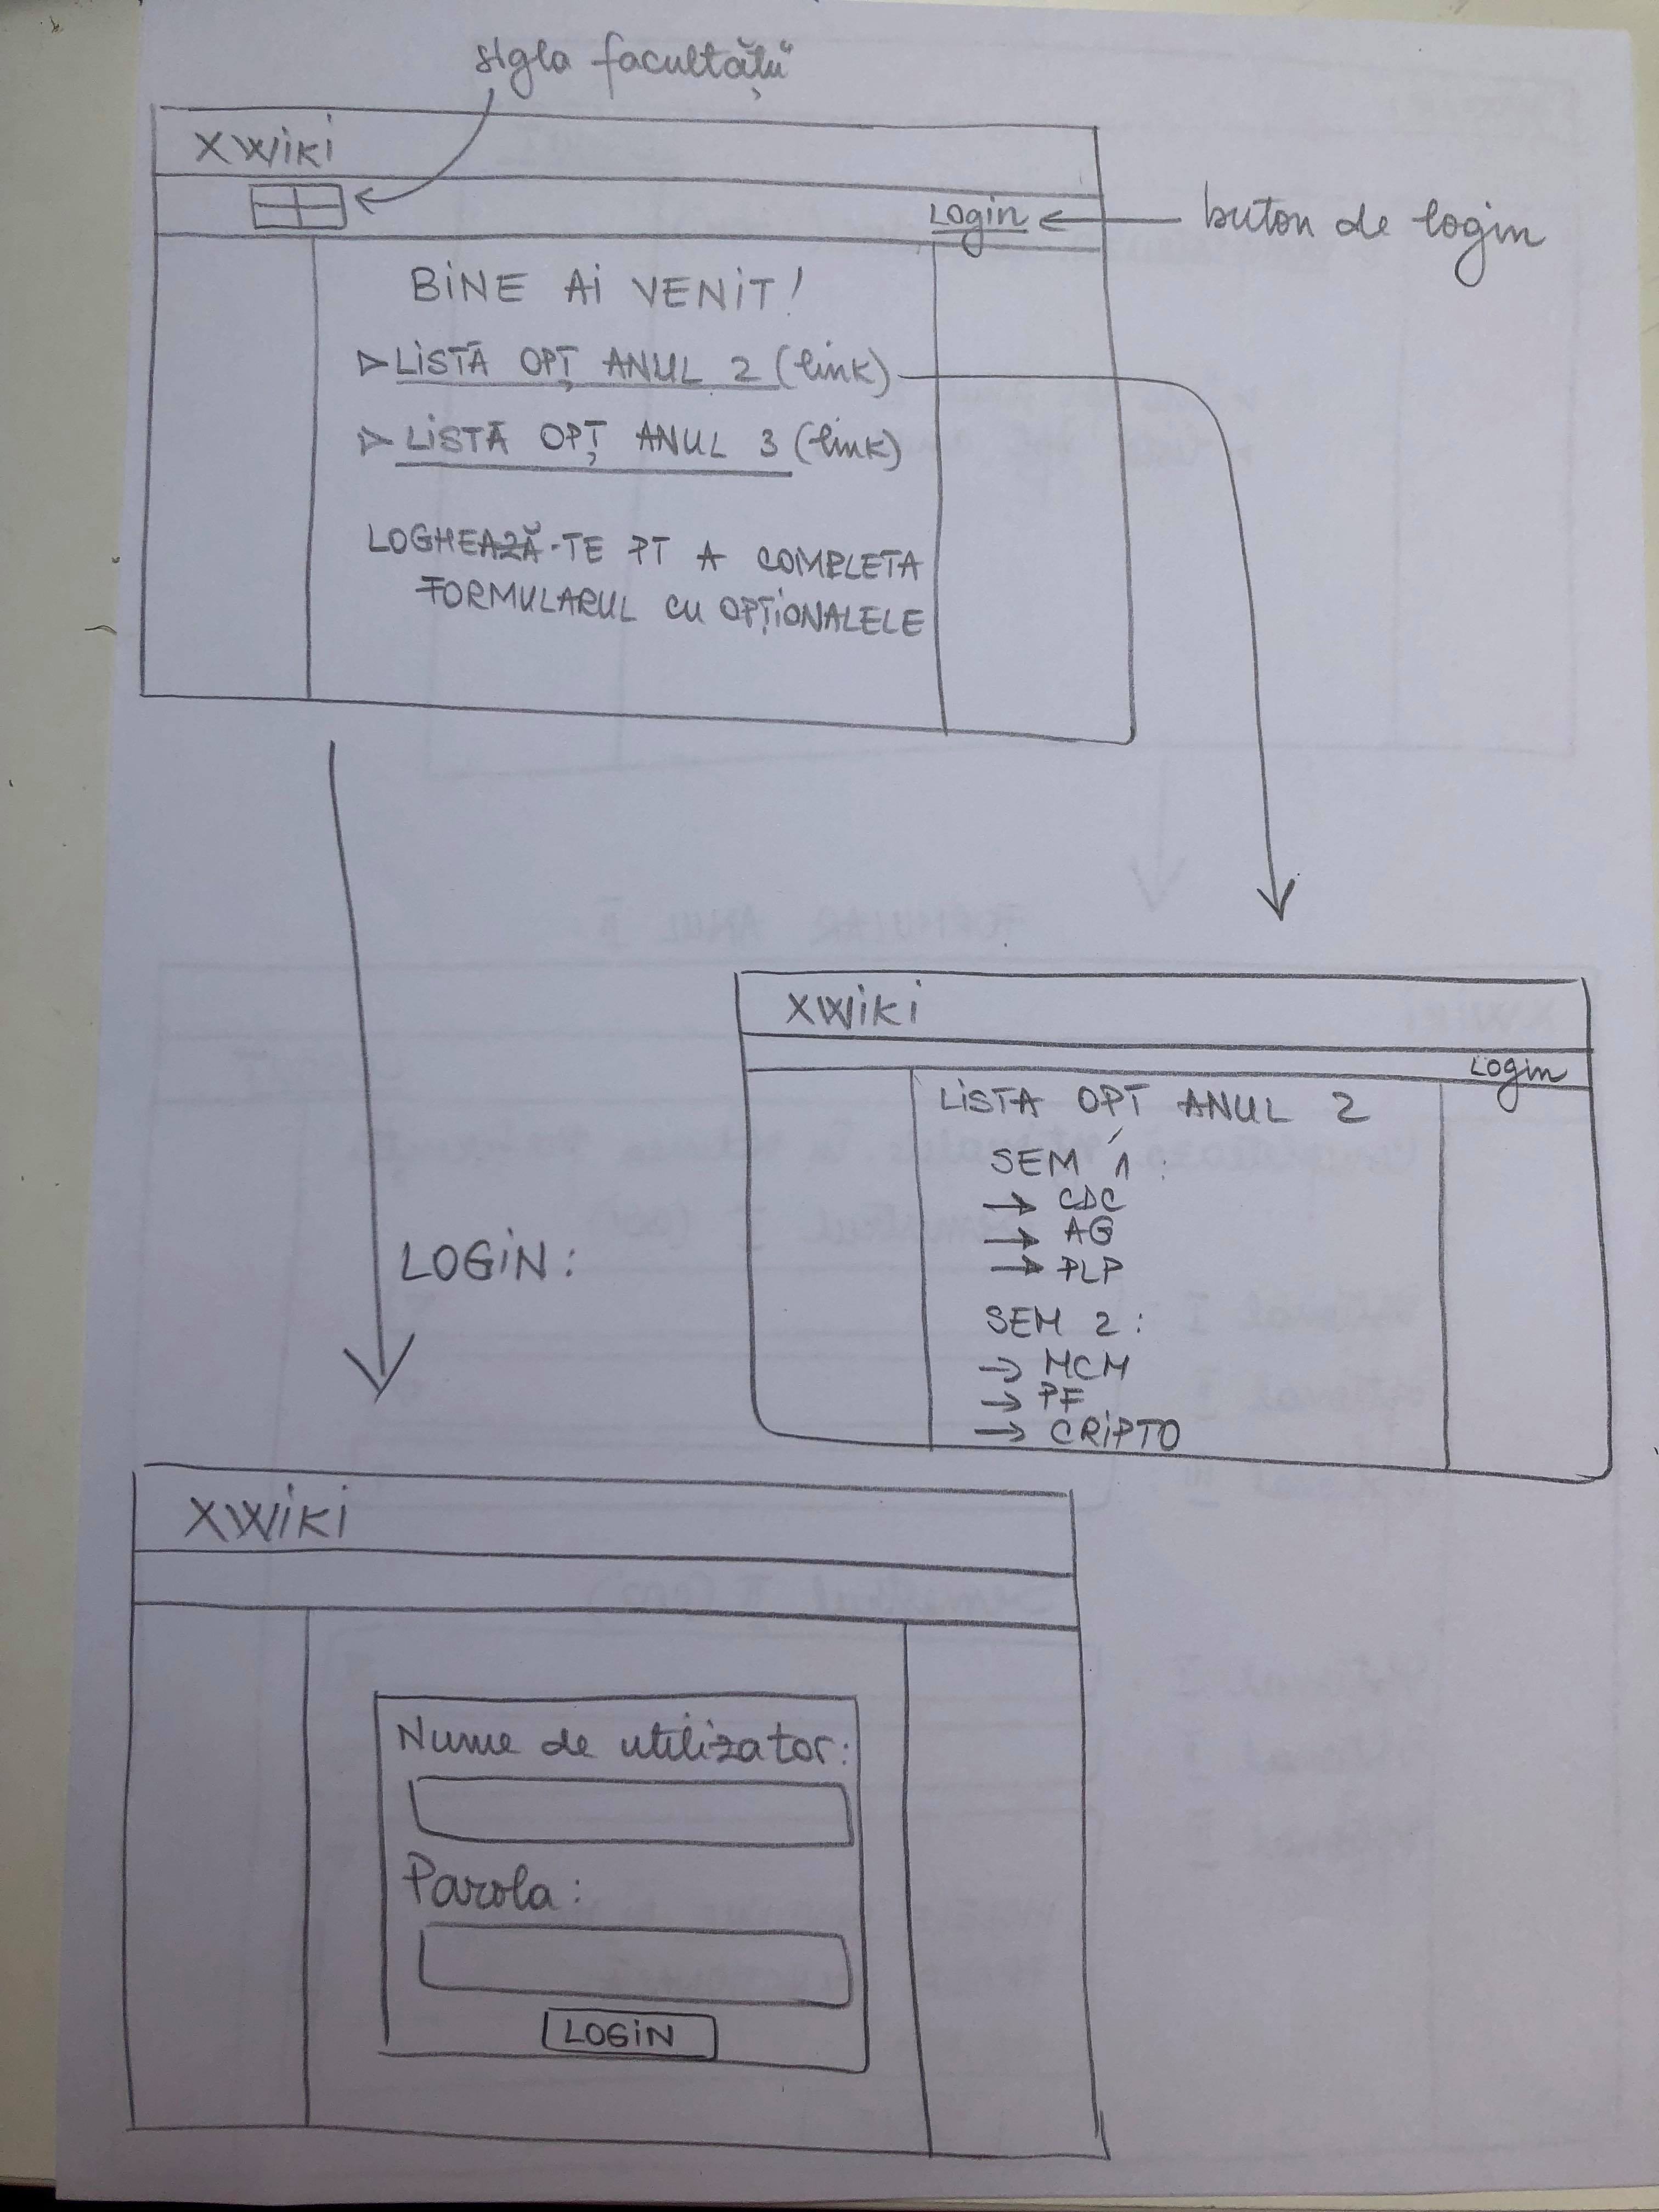 sigla facultății
XWiki
Login
buton de login
BiNE Ai VENiT!
LiSTĂ OPȚ ANUL 2 (link)
LiSTĂ OPȚ ANUL 3 (link)
LOGHEAZĂ-TE PT A COMPLETA
FORMULARUL CU OPȚiONALELE
XWiki
Login
LiSTA OPT ANUL 2
SEM 1:
→ CDC
→ AG
→ PLP
SEM 2:
→ MCM
→ PF
→ CRiPTO
LOGiN:
XWiki
Nume de utilizator:
Parola:
LOGiN